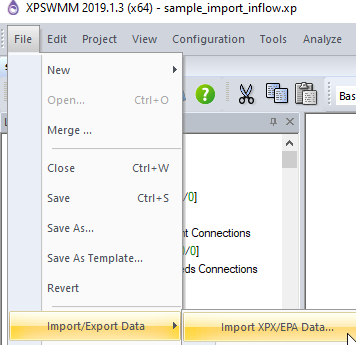 XPSWMM 2019.1.3 (x64) - sample_import_inflow.xp
File Edit Project View Configuration Tools Analyze
New
Open... Ctrl+O
Bas
Merge ...
Close Ctrl+W
Save Ctrl+S
/0]
Save As...
nt Connections
/0]
Save As Template...
eds Connections
Revert
Import/Export Data Import XPX/EPA Data...